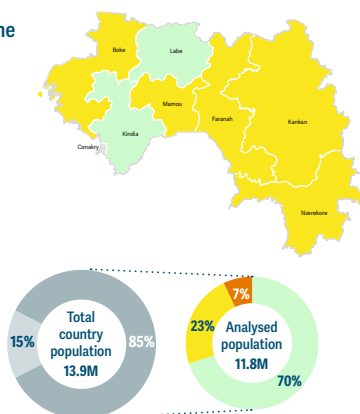 ne
Boke
Labe
Mamou
Kindia
Faranah
Kankan
Conakry
Nzerekore
Total
country
population
13.9M
15%
85%
Analysed
population
11.8M
7%
23%
70%